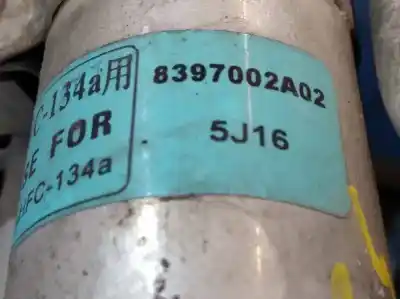 C-134a用
SE FOR
HFC-134a
8397002A02
5J16